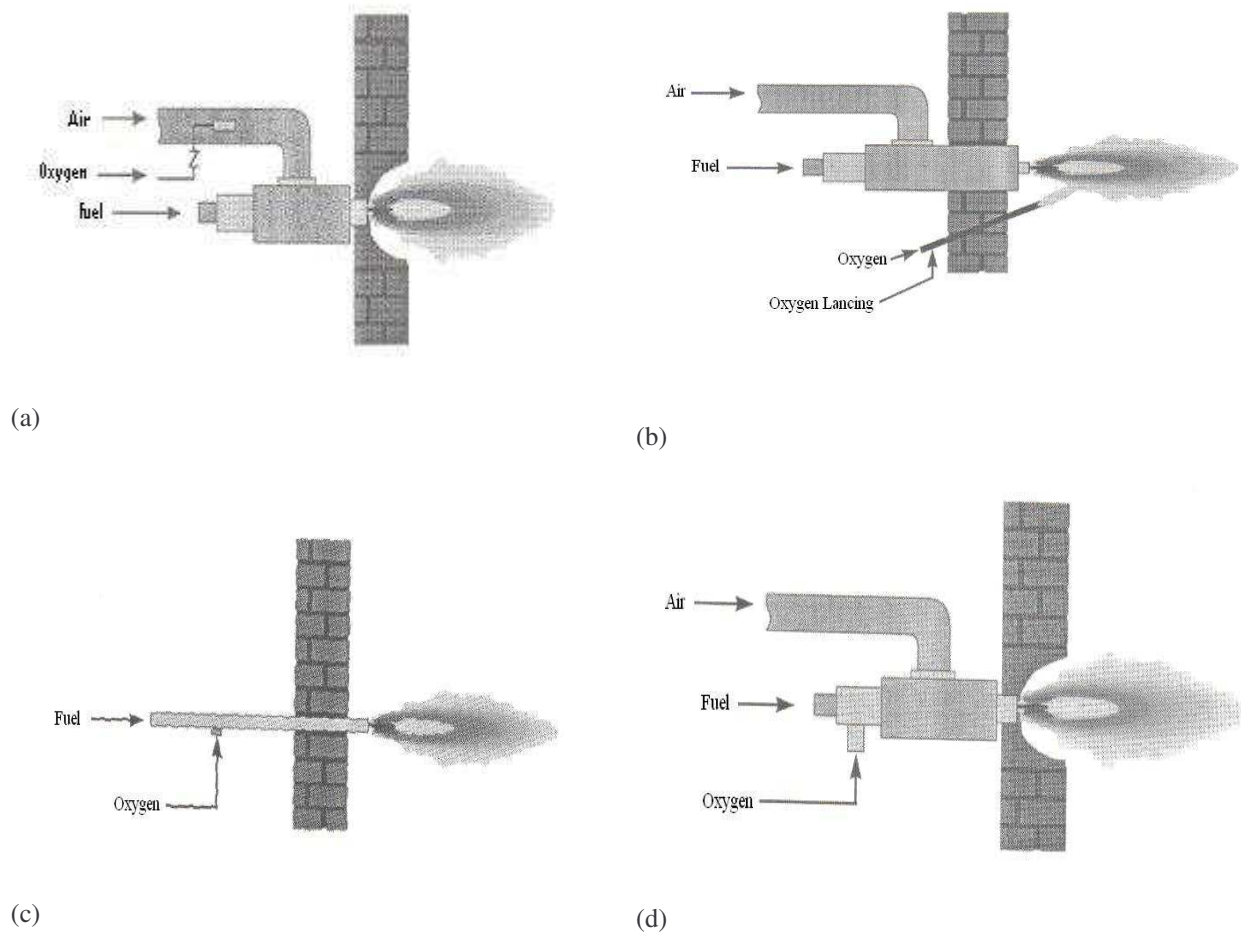 Air
Oxygen
Fuel
(a)
Air
Fuel
Oxygen
Oxygen Lancing
(b)
Fuel
Oxygen
(c)
Air
Fuel
Oxygen
(d)